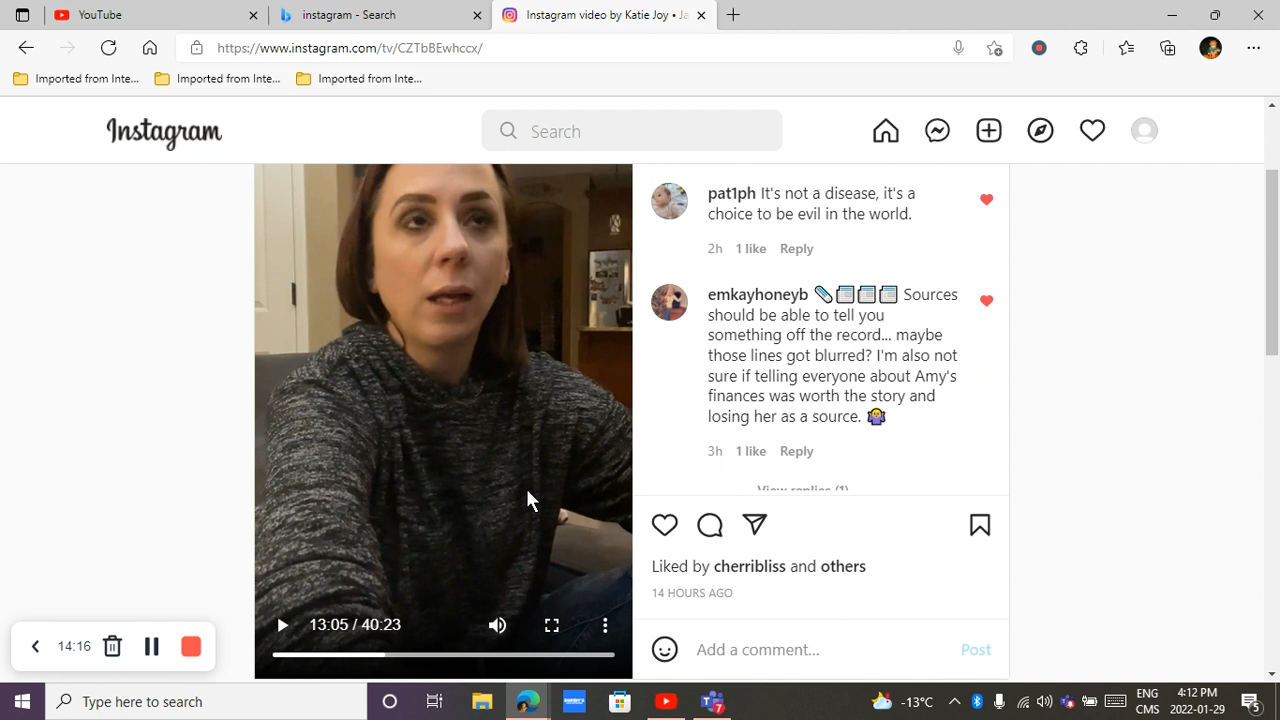 YouTube
instagram - Search
Instagram video by Katie Joy • Ja
https://www.instagram.com/tv/CZTbBEwhccx/
Imported from Inte...
Imported from Inte...
Imported from Inte...
Instagram
Search
pat1ph It's not a disease, it's a
choice to be evil in the world.
2h 1 like Reply
emkayhoneyb Sources
should be able to tell you
something off the record... maybe
those lines got blurred? I'm also not
sure if telling everyone about Amy's
finances was worth the story and
losing her as a source.
3h 1 like Reply
View replies (1)
Liked by cherribliss and others
14 HOURS AGO
Add a comment...
Post
13:05 / 40:23
14:16
Type here to search
7
-13°C
ENG
CMS
4:12 PM
2022-01-29
5